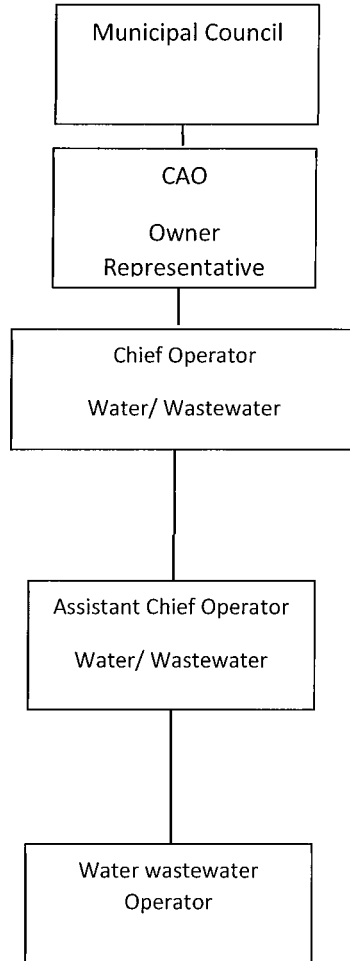 Municipal Council
CAO
Owner
Representative
Chief Operator
Water/ Wastewater
Assistant Chief Operator
Water/ Wastewater
Water wastewater
Operator